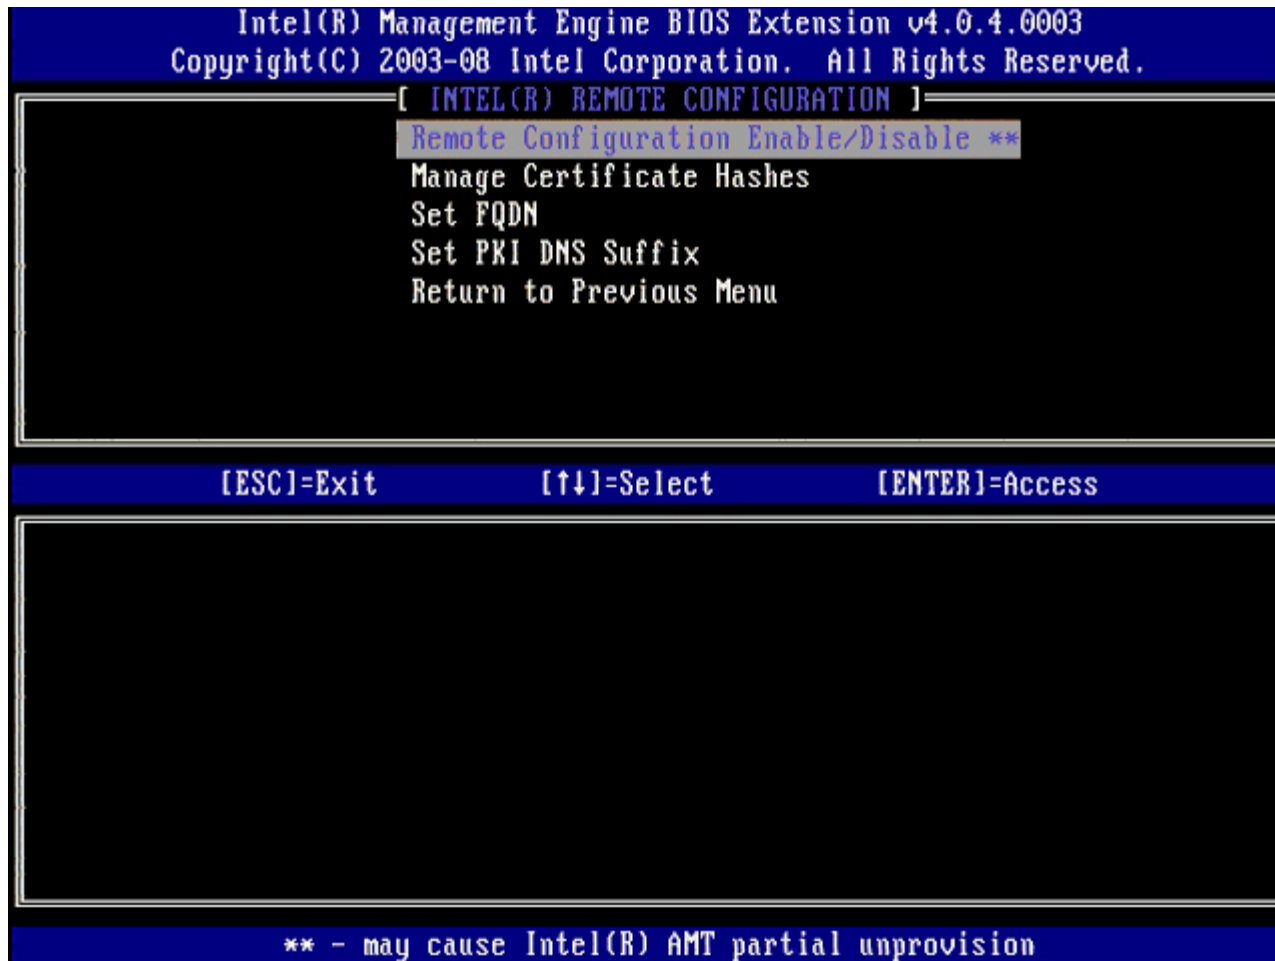 Intel(R) Management Engine BIOS Extension v4.0.4.0003
Copyright(C) 2003-08 Intel Corporation. All Rights Reserved.
[ INTEL(R) REMOTE CONFIGURATION ]
Remote Configuration Enable/Disable **
Manage Certificate Hashes
Set FQDN
Set PKI DNS Suffix
Return to Previous Menu
[ESC]=Exit [↑↓]=Select [ENTER]=Access
** - may cause Intel(R) AMT partial unprovision